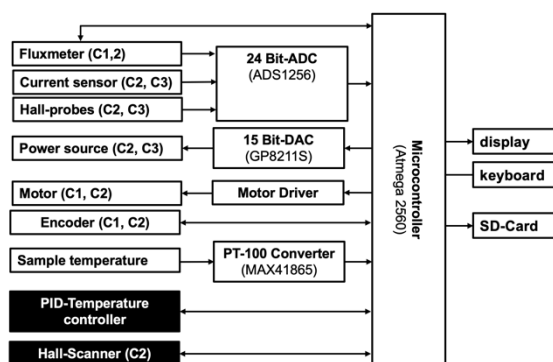 Fluxmeter (C1,2)
Current sensor (C2, C3)
Hall-probes (C2, C3)
24 Bit-ADC
(ADS1256)
Power source (C2, C3)
15 Bit-DAC
(GP8211S)
Motor (C1, C2)
Motor Driver
Encoder (C1, C2)
Sample temperature
PT-100 Converter
(MAX41865)
PID-Temperature
controller
Hall-Scanner (C2)
Microcontroller
(Atmega 2560)
display
keyboard
SD-Card